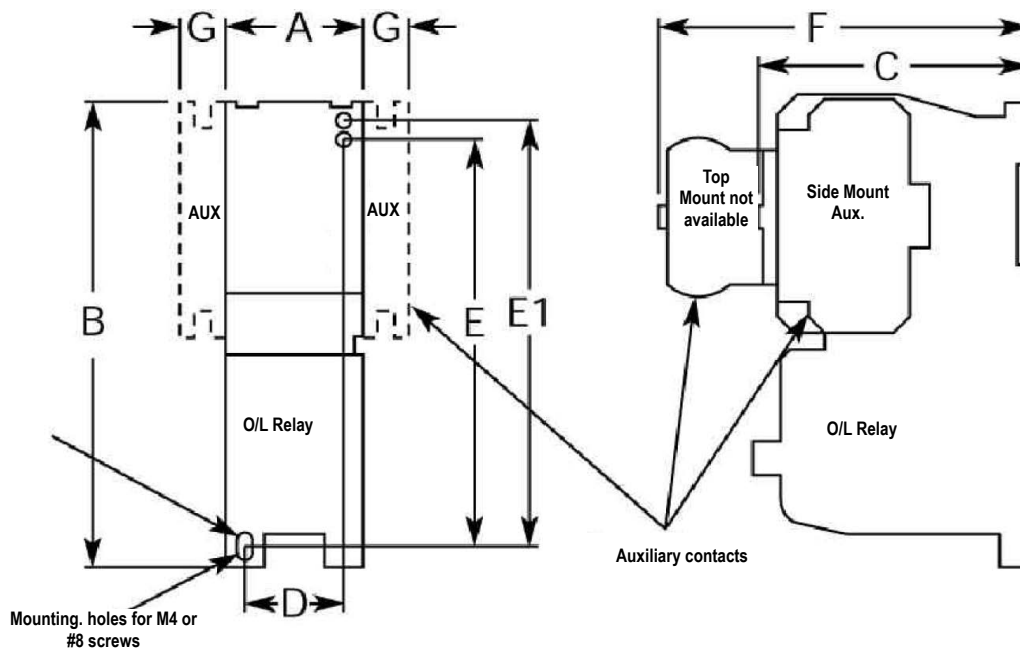 G
A
G
F
C
AUX
AUX
Top
Mount not
available
Side Mount
Aux.
B
E
E1
O/L Relay
O/L Relay
Auxiliary contacts
D
Mounting. holes for M4 or
#8 screws